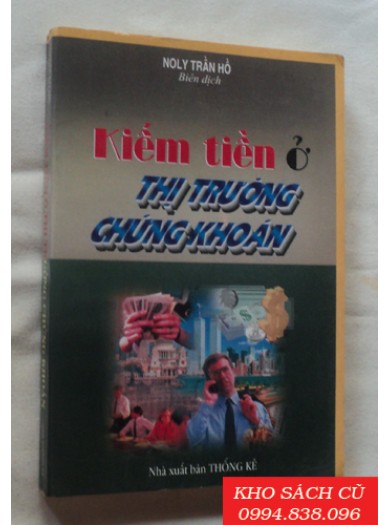 NOLY TRẦN HỒ
Biên dịch
Kiếm tiền ở
THỊ TRƯỜNG
CHỨNG KHOÁN
Nhà xuất bản THỐNG KÊ
KHO SÁCH CŨ
0994.838.096